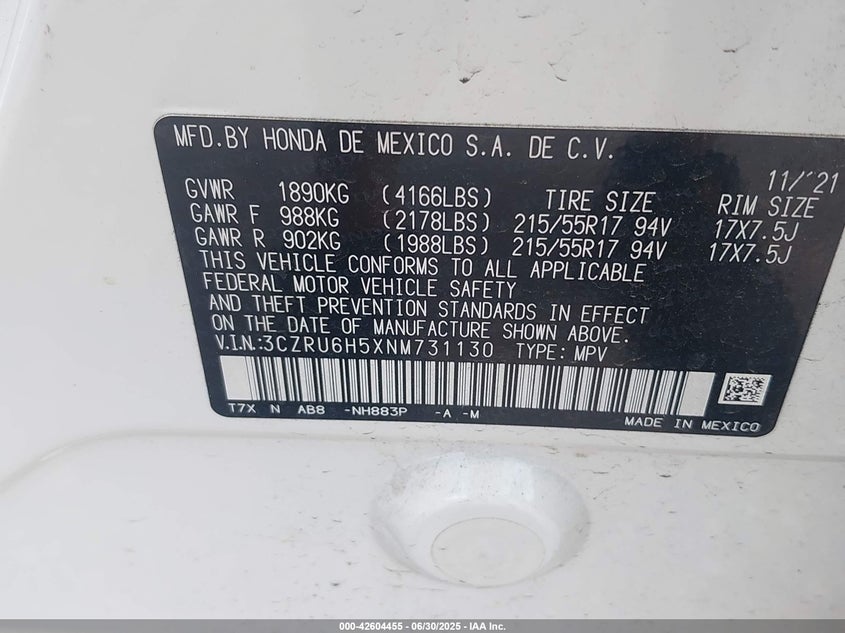 MFD.BY HONDA DE MEXICO S.A. DE C.V.
11/'21
GVWR 1890KG (4166LBS) TIRE SIZE RIM SIZE
GAWR F 988KG (2178LBS) 215/55R17 94V 17X7.5J
GAWR R 902KG (1988LBS) 215/55R17 94V 17X7.5J
THIS VEHICLE CONFORMS TO ALL APPLICABLE
FEDERAL MOTOR VEHICLE SAFETY
AND THEFT PREVENTION STANDARDS IN EFFECT
ON THE DATE OF MANUFACTURE SHOWN ABOVE.
V.I.N.:3CZRU6H5XNM731130 TYPE: MPV
T7X N AB8 -NH883P -A -M
MADE IN MEXICO
000-42604455 - 06/30/2025 - IAA Inc.